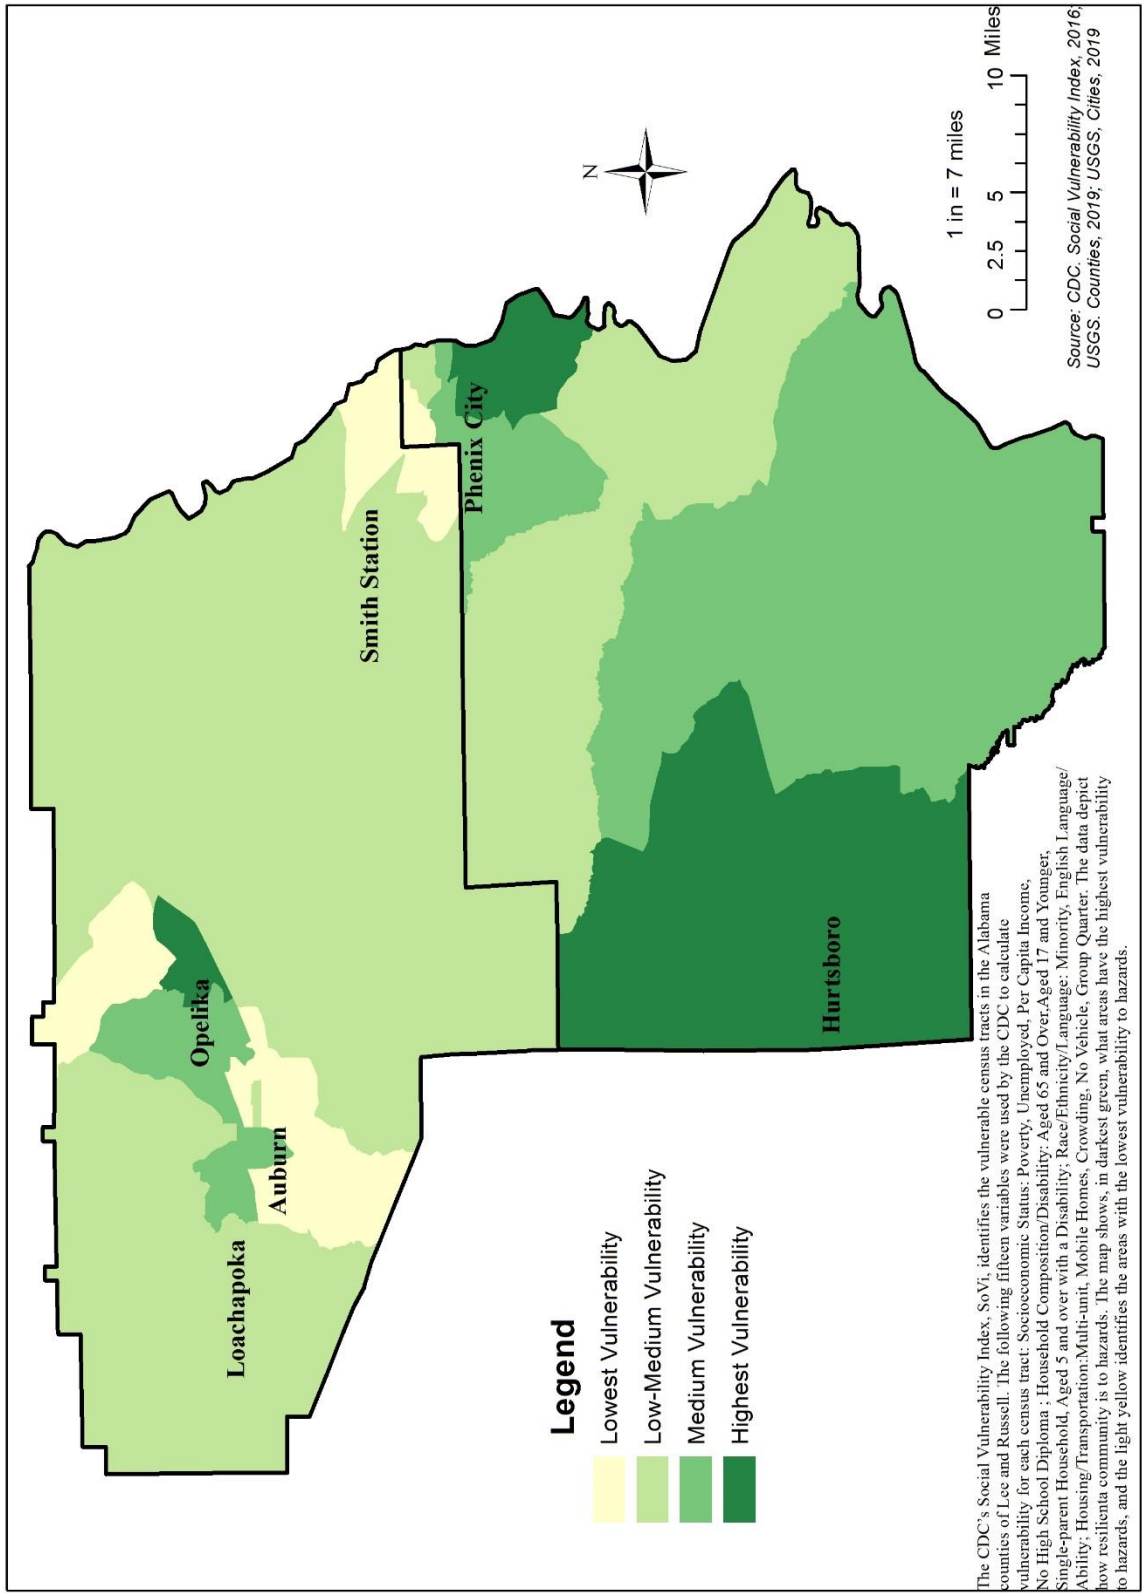 Loachapoka
Auburn
Opelika
Smith Station
Phenix City
Hurtsboro
N
Legend
Lowest Vulnerability
Low-Medium Vulnerability
Medium Vulnerability
Highest Vulnerability
1 in = 7 miles
0 2.5 5 10 Miles
Source: CDC. Social Vulnerability Index, 2016;
USGS. Counties, 2019; USGS, Cities, 2019
The CDC's Social Vulnerability Index, SoVi, identifies the vulnerable census tracts in the Alabama
counties of Lee and Russell. The following fifteen variables were used by the CDC to calculate
vulnerability for each census tract: Socioeconomic Status: Poverty, Unemployed, Per Capita Income,
No High School Diploma ; Household Composition/Disability: Aged 65 and Over,Aged 17 and Younger,
Single-parent Household, Aged 5 and over with a Disability; Race/Ethnicity/Language: Minority, English Language/
Ability; Housing/Transportation:Multi-unit, Mobile Homes, Crowding, No Vehicle, Group Quarter. The data depict
how resilienta community is to hazards. The map shows, in darkest green, what areas have the highest vulnerability
to hazards, and the light yellow identifies the areas with the lowest vulnerability to hazards.